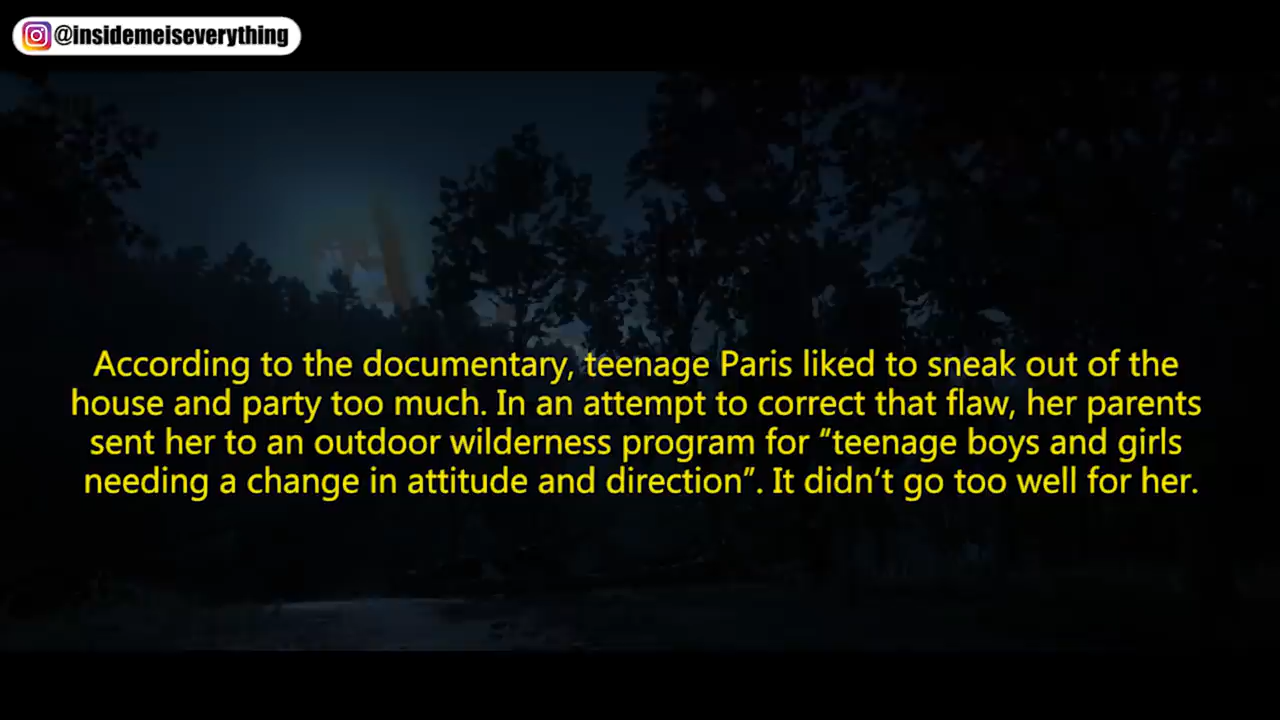 @insidemeiseverything
According to the documentary, teenage Paris liked to sneak out of the
house and party too much. In an attempt to correct that flaw, her parents
sent her to an outdoor wilderness program for “teenage boys and girls
needing a change in attitude and direction”. It didn’t go too well for her.